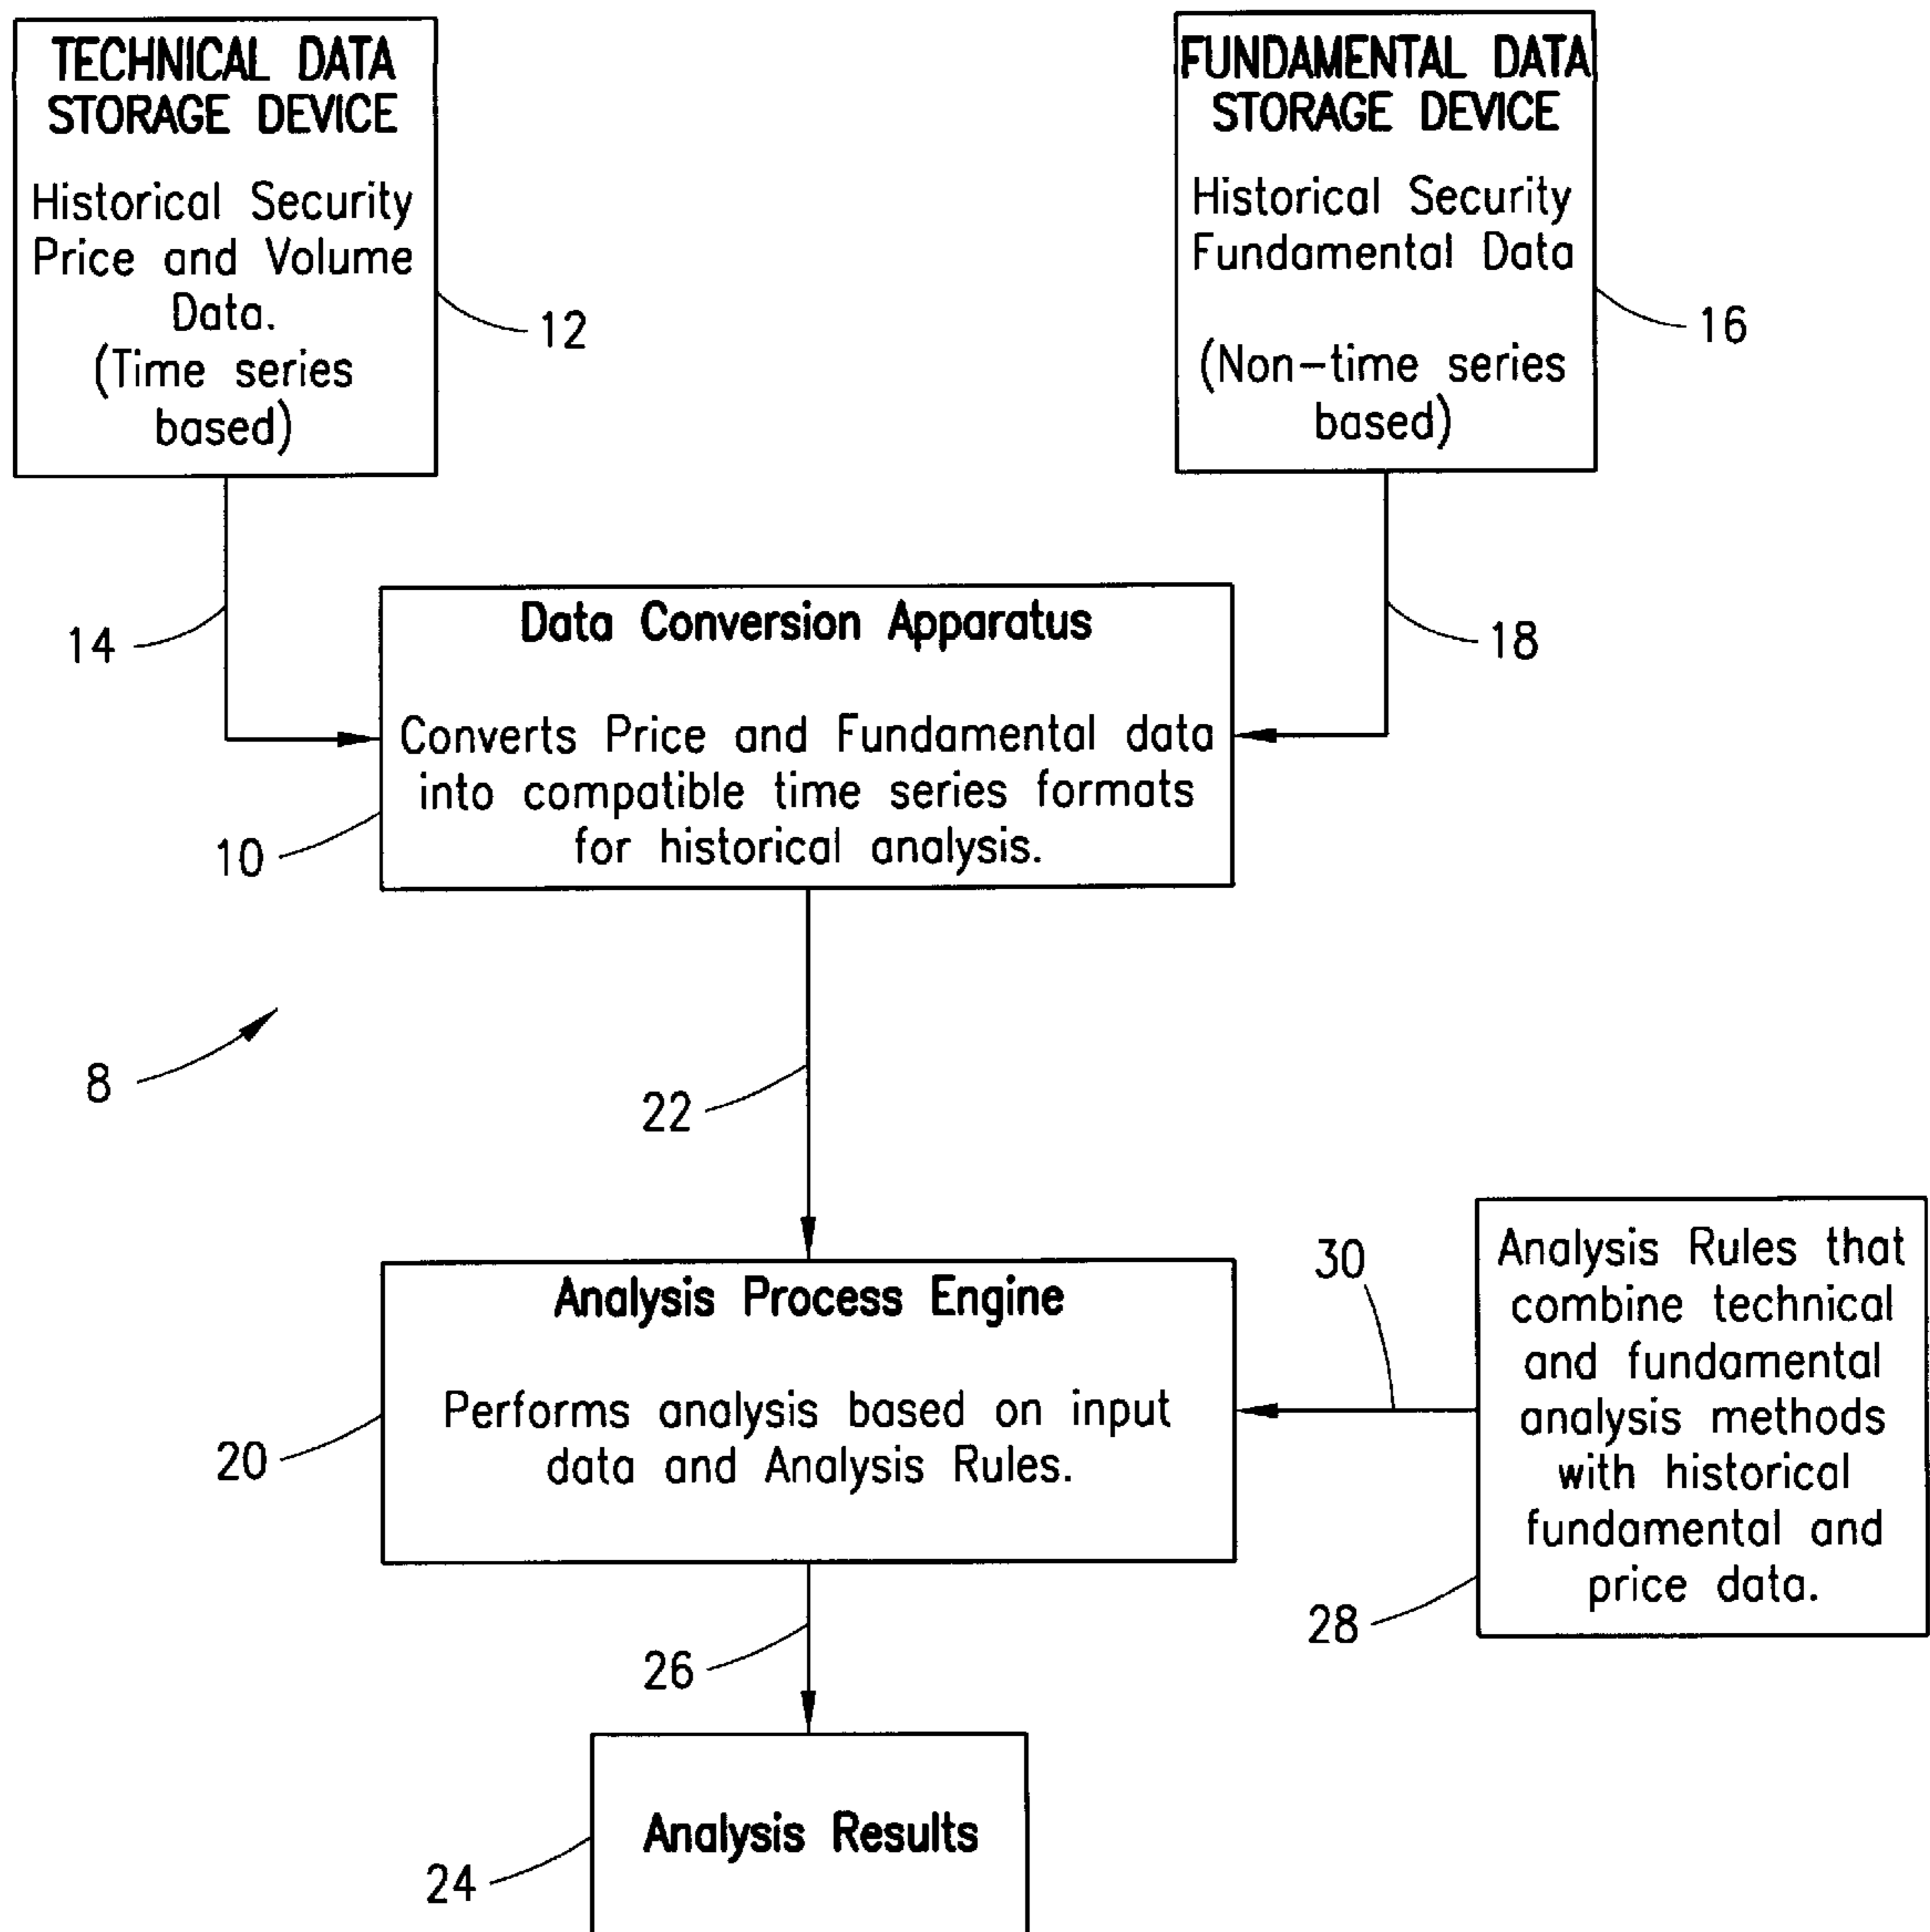 TECHNICAL DATA
STORAGE DEVICE
Historical Security
Price and Volume
Data.
(Time series
based)
12
FUNDAMENTAL DATA
STORAGE DEVICE
Historical Security
Fundamental Data
(Non-time series
based)
16
14
18
Data Conversion Apparatus
Converts Price and Fundamental data
into compatible time series formats
for historical analysis.
10
8
22
Analysis Process Engine
Performs analysis based on input
data and Analysis Rules.
20
30
Analysis Rules that
combine technical
and fundamental
analysis methods
with historical
fundamental and
price data.
28
26
Analysis Results
24